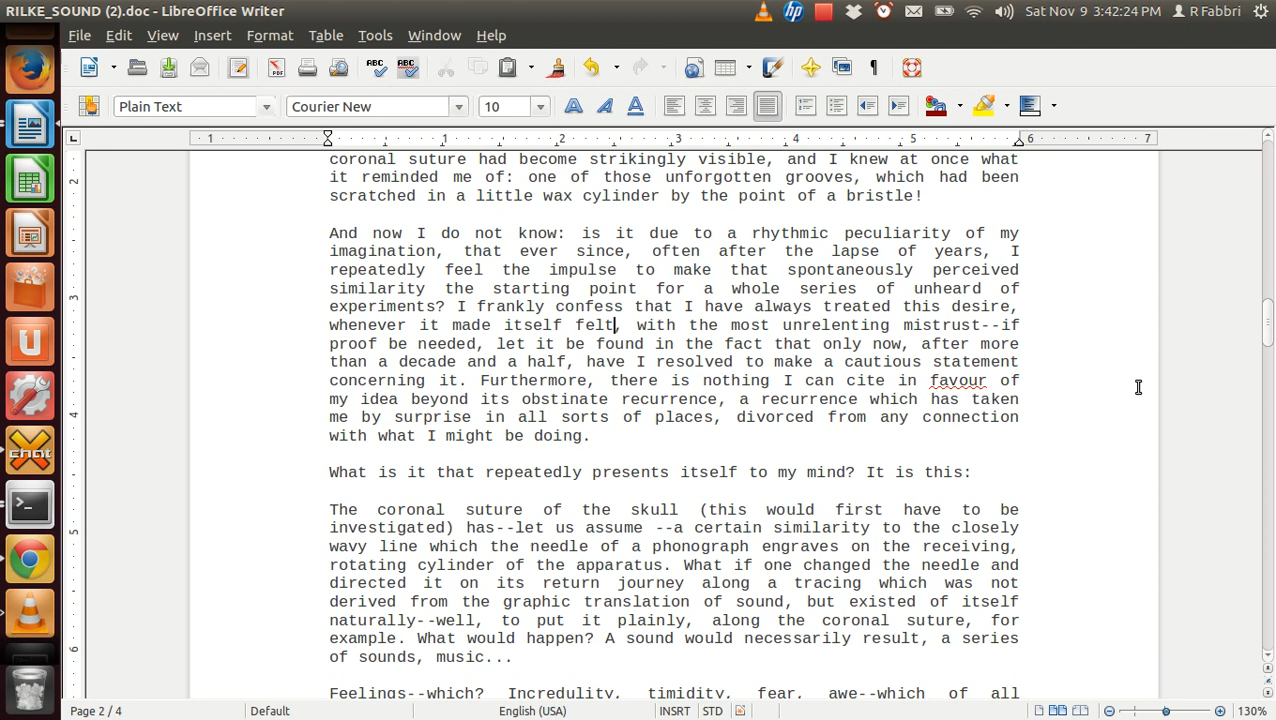 RILKE_SOUND (2).doc - LibreOffice Writer
Sat Nov 9 3:42:24 PM
R Fabbri
File Edit View Insert Format Table Tools Window Help
Plain Text
Courier New
10
1 1 2 3 4 5 6 7
coronal suture had become strikingly visible, and I knew at once what
it reminded me of: one of those unforgotten grooves, which had been
scratched in a little wax cylinder by the point of a bristle!
And now I do not know: is it due to a rhythmic peculiarity of my
imagination, that ever since, often after the lapse of years, I
repeatedly feel the impulse to make that spontaneously perceived
similarity the starting point for a whole series of unheard of
experiments? I frankly confess that I have always treated this desire,
whenever it made itself felt, with the most unrelenting mistrust--if
proof be needed, let it be found in the fact that only now, after more
than a decade and a half, have I resolved to make a cautious statement
concerning it. Furthermore, there is nothing I can cite in favour of
my idea beyond its obstinate recurrence, a recurrence which has taken
me by surprise in all sorts of places, divorced from any connection
with what I might be doing.
What is it that repeatedly presents itself to my mind? It is this:
The coronal suture of the skull (this would first have to be
investigated) has--let us assume --a certain similarity to the closely
wavy line which the needle of a phonograph engraves on the receiving,
rotating cylinder of the apparatus. What if one changed the needle and
directed it on its return journey along a tracing which was not
derived from the graphic translation of sound, but existed of itself
naturally--well, to put it plainly, along the coronal suture, for
example. What would happen? A sound would necessarily result, a series
of sounds, music...
Feelings--which? Incredulity, timidity, fear, awe--which of all
2
3
4
5
6
chat
Page 2 / 4
Default
English (USA)
INSRT
STD
130%